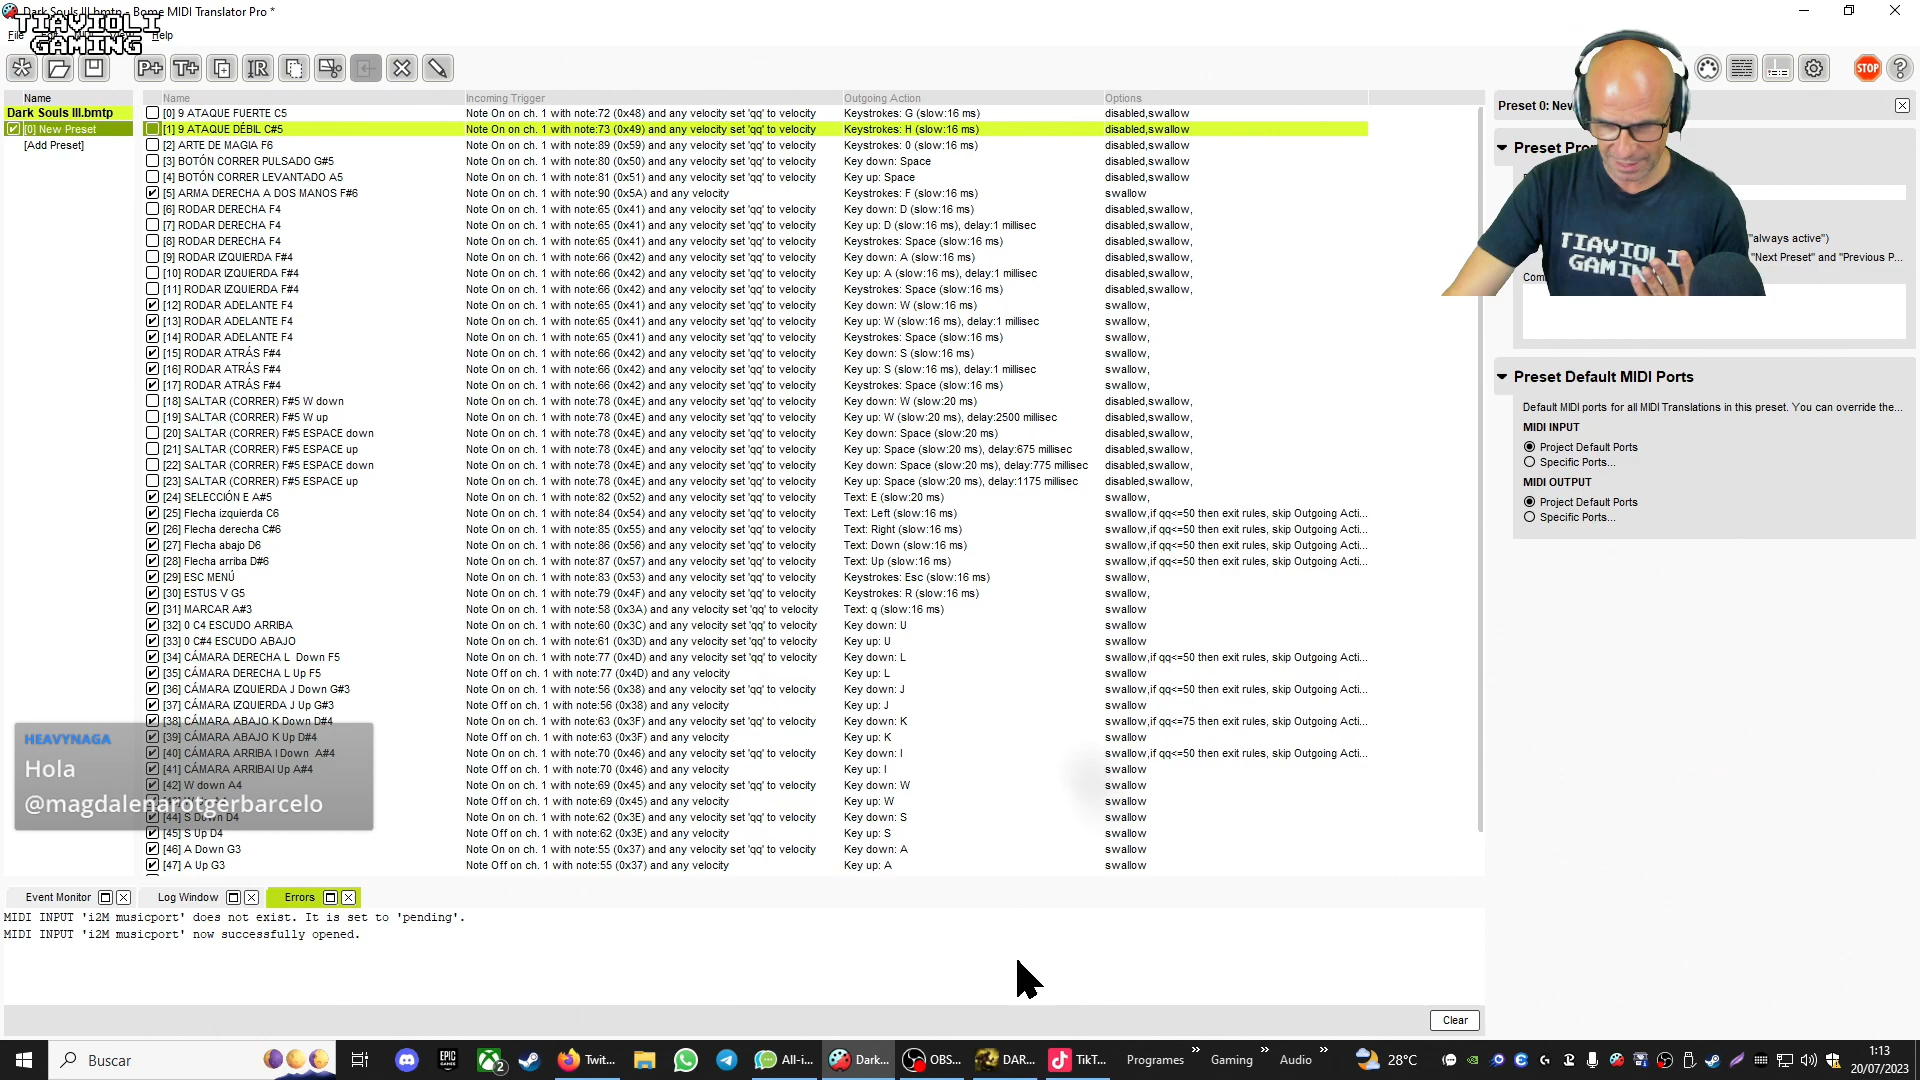 Dark Souls III.bmtp - Bome MIDI Translator Pro *
TIAVIOLI
GAMING
File
Help
P+ T+ IR
STOP ?
Name
Dark Souls III.bmtp
[0] New Preset
[Add Preset]
Name Incoming Trigger Outgoing Action Options
[0] 9 ATAQUE FUERTE C5 Note On on ch. 1 with note:72 (0x48) and any velocity set 'qq' to velocity Keystrokes: G (slow:16 ms) disabled,swallow
[1] 9 ATAQUE DÉBIL C#5 Note On on ch. 1 with note:73 (0x49) and any velocity set 'qq' to velocity Keystrokes: H (slow:16 ms) disabled,swallow
[2] ARTE DE MAGIA F6 Note On on ch. 1 with note:89 (0x59) and any velocity set 'qq' to velocity Keystrokes: 0 (slow:16 ms) disabled,swallow
[3] BOTÓN CORRER PULSADO G#5 Note On on ch. 1 with note:80 (0x50) and any velocity set 'qq' to velocity Key down: Space disabled,swallow
[4] BOTÓN CORRER LEVANTADO A5 Note On on ch. 1 with note:81 (0x51) and any velocity set 'qq' to velocity Key up: Space disabled,swallow
[5] ARMA DERECHA A DOS MANOS F#6 Note On on ch. 1 with note:90 (0x5A) and any velocity Keystrokes: F (slow:16 ms) swallow
[6] RODAR DERECHA F4 Note On on ch. 1 with note:65 (0x41) and any velocity set 'qq' to velocity Key down: D (slow:16 ms) disabled,swallow,
[7] RODAR DERECHA F4 Note On on ch. 1 with note:65 (0x41) and any velocity set 'qq' to velocity Key up: D (slow:16 ms), delay:1 millisec disabled,swallow,
[8] RODAR DERECHA F4 Note On on ch. 1 with note:65 (0x41) and any velocity set 'qq' to velocity Keystrokes: Space (slow:16 ms) disabled,swallow,
[9] RODAR IZQUIERDA F#4 Note On on ch. 1 with note:66 (0x42) and any velocity set 'qq' to velocity Key down: A (slow:16 ms) disabled,swallow,
[10] RODAR IZQUIERDA F#4 Note On on ch. 1 with note:66 (0x42) and any velocity set 'qq' to velocity Key up: A (slow:16 ms), delay:1 millisec disabled,swallow,
[11] RODAR IZQUIERDA F#4 Note On on ch. 1 with note:66 (0x42) and any velocity set 'qq' to velocity Keystrokes: Space (slow:16 ms) disabled,swallow,
[12] RODAR ADELANTE F4 Note On on ch. 1 with note:65 (0x41) and any velocity set 'qq' to velocity Key down: W (slow:16 ms) swallow,
[13] RODAR ADELANTE F4 Note On on ch. 1 with note:65 (0x41) and any velocity set 'qq' to velocity Key up: W (slow:16 ms), delay:1 millisec swallow,
[14] RODAR ADELANTE F4 Note On on ch. 1 with note:65 (0x41) and any velocity set 'qq' to velocity Keystrokes: Space (slow:16 ms) swallow,
[15] RODAR ATRÁS F#4 Note On on ch. 1 with note:66 (0x42) and any velocity set 'qq' to velocity Key down: S (slow:16 ms) swallow,
[16] RODAR ATRÁS F#4 Note On on ch. 1 with note:66 (0x42) and any velocity set 'qq' to velocity Key up: S (slow:16 ms), delay:1 millisec swallow,
[17] RODAR ATRÁS F#4 Note On on ch. 1 with note:66 (0x42) and any velocity set 'qq' to velocity Keystrokes: Space (slow:16 ms) swallow,
[18] SALTAR (CORRER) F#5 W down Note On on ch. 1 with note:78 (0x4E) and any velocity set 'qq' to velocity Key down: W (slow:20 ms) disabled,swallow,
[19] SALTAR (CORRER) F#5 W up Note On on ch. 1 with note:78 (0x4E) and any velocity set 'qq' to velocity Key up: W (slow:20 ms), delay:2500 millisec disabled,swallow,
[20] SALTAR (CORRER) F#5 ESPACE down Note On on ch. 1 with note:78 (0x4E) and any velocity set 'qq' to velocity Key down: Space (slow:20 ms) disabled,swallow,
[21] SALTAR (CORRER) F#5 ESPACE up Note On on ch. 1 with note:78 (0x4E) and any velocity set 'qq' to velocity Key up: Space (slow:20 ms), delay:675 millisec disabled,swallow,
[22] SALTAR (CORRER) F#5 ESPACE down Note On on ch. 1 with note:78 (0x4E) and any velocity set 'qq' to velocity Key down: Space (slow:20 ms), delay:775 millisec disabled,swallow,
[23] SALTAR (CORRER) F#5 ESPACE up Note On on ch. 1 with note:78 (0x4E) and any velocity set 'qq' to velocity Key up: Space (slow:20 ms), delay:1175 millisec disabled,swallow,
[24] SELECCIÓN E A#5 Note On on ch. 1 with note:82 (0x52) and any velocity set 'qq' to velocity Text: E (slow:20 ms) swallow,
[25] Flecha izquierda C6 Note On on ch. 1 with note:84 (0x54) and any velocity set 'qq' to velocity Text: Left (slow:16 ms) swallow,if qq<=50 then exit rules, skip Outgoing Acti...
[26] Flecha derecha C#6 Note On on ch. 1 with note:85 (0x55) and any velocity set 'qq' to velocity Text: Right (slow:16 ms) swallow,if qq<=50 then exit rules, skip Outgoing Acti...
[27] Flecha abajo D6 Note On on ch. 1 with note:86 (0x56) and any velocity set 'qq' to velocity Text: Down (slow:16 ms) swallow,if qq<=50 then exit rules, skip Outgoing Acti...
[28] Flecha arriba D#6 Note On on ch. 1 with note:87 (0x57) and any velocity set 'qq' to velocity Text: Up (slow:16 ms) swallow,if qq<=50 then exit rules, skip Outgoing Acti...
[29] ESC MENÚ Note On on ch. 1 with note:83 (0x53) and any velocity set 'qq' to velocity Keystrokes: Esc (slow:16 ms) swallow,
[30] ESTUS V G5 Note On on ch. 1 with note:79 (0x4F) and any velocity set 'qq' to velocity Keystrokes: R (slow:16 ms) swallow,
[31] MARCAR A#3 Note On on ch. 1 with note:58 (0x3A) and any velocity set 'qq' to velocity Text: q (slow:16 ms) swallow
[32] 0 C4 ESCUDO ARRIBA Note On on ch. 1 with note:60 (0x3C) and any velocity set 'qq' to velocity Key down: U swallow
[33] 0 C#4 ESCUDO ABAJO Note On on ch. 1 with note:61 (0x3D) and any velocity set 'qq' to velocity Key up: U swallow
[34] CÁMARA DERECHA L Down F5 Note On on ch. 1 with note:77 (0x4D) and any velocity set 'qq' to velocity Key down: L swallow,if qq<=50 then exit rules, skip Outgoing Acti...
[35] CÁMARA DERECHA L Up F5 Note Off on ch. 1 with note:77 (0x4D) and any velocity Key up: L swallow
[36] CÁMARA IZQUIERDA J Down G#3 Note On on ch. 1 with note:56 (0x38) and any velocity set 'qq' to velocity Key down: J swallow,if qq<=50 then exit rules, skip Outgoing Acti...
[37] CÁMARA IZQUIERDA J Up G#3 Note Off on ch. 1 with note:56 (0x38) and any velocity Key up: J swallow
[38] CÁMARA ABAJO K Down D#4 Note On on ch. 1 with note:63 (0x3F) and any velocity set 'qq' to velocity Key down: K swallow,if qq<=75 then exit rules, skip Outgoing Acti...
[39] CÁMARA ABAJO K Up D#4 Note Off on ch. 1 with note:63 (0x3F) and any velocity Key up: K swallow
[40] CÁMARA ARRIBA I Down A#4 Note On on ch. 1 with note:70 (0x46) and any velocity set 'qq' to velocity Key down: I swallow,if qq<=50 then exit rules, skip Outgoing Acti...
[41] CÁMARA ARRIBAI Up A#4 Note Off on ch. 1 with note:70 (0x46) and any velocity Key up: I swallow
[42] W down A4 Note On on ch. 1 with note:69 (0x45) and any velocity set 'qq' to velocity Key down: W swallow
Note Off on ch. 1 with note:69 (0x45) and any velocity Key up: W swallow
[44] S Down D4 Note On on ch. 1 with note:62 (0x3E) and any velocity set 'qq' to velocity Key down: S swallow
[45] S Up D4 Note Off on ch. 1 with note:62 (0x3E) and any velocity Key up: S swallow
[46] A Down G3 Note On on ch. 1 with note:55 (0x37) and any velocity set 'qq' to velocity Key down: A swallow
[47] A Up G3 Note Off on ch. 1 with note:55 (0x37) and any velocity Key up: A swallow
HEAVYNAGA
Hola
@magdalenarotgerbarcelo
Preset 0: New
Preset
"always active")
"Next Preset" and "Previous P...
TIAVIOLI
GAMING
Preset Default MIDI Ports
Default MIDI ports for all MIDI Translations in this preset. You can override the...
MIDI INPUT
Project Default Ports
Specific Ports...
MIDI OUTPUT
Project Default Ports
Specific Ports...
Event Monitor Log Window Errors
MIDI INPUT 'i2M musicport' does not exist. It is set to 'pending'.
MIDI INPUT 'i2M musicport' now successfully opened.
Clear
Buscar
EPIC GAMES
2
Twit...
All-i...
Dark...
OBS...
DAR...
TikT...
Programes
Gaming
Audio
28°C
1:13
20/07/2023